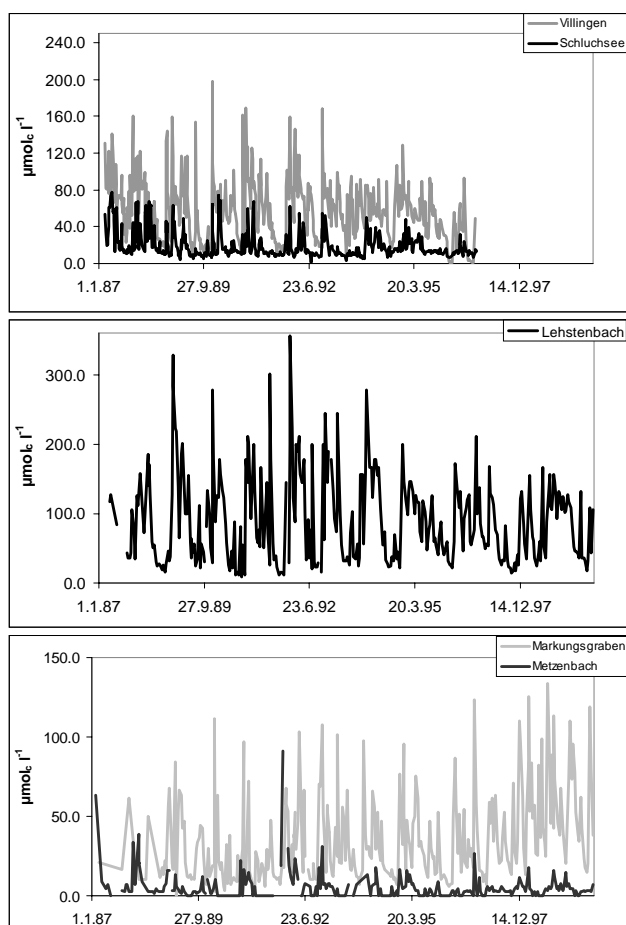 Villingen
Schluchsee
240.0
200.0
160.0
120.0
80.0
40.0
0.0
µmolc l-1
1.1.87 27.9.89 23.6.92 20.3.95 14.12.97
Lehstenbach
300.0
200.0
100.0
0.0
µmolc l-1
1.1.87 27.9.89 23.6.92 20.3.95 14.12.97
Markungsgraben
Metzenbach
150.0
100.0
50.0
0.0
µmolc l-1
1.1.87 27.9.89 23.6.92 20.3.95 14.12.97